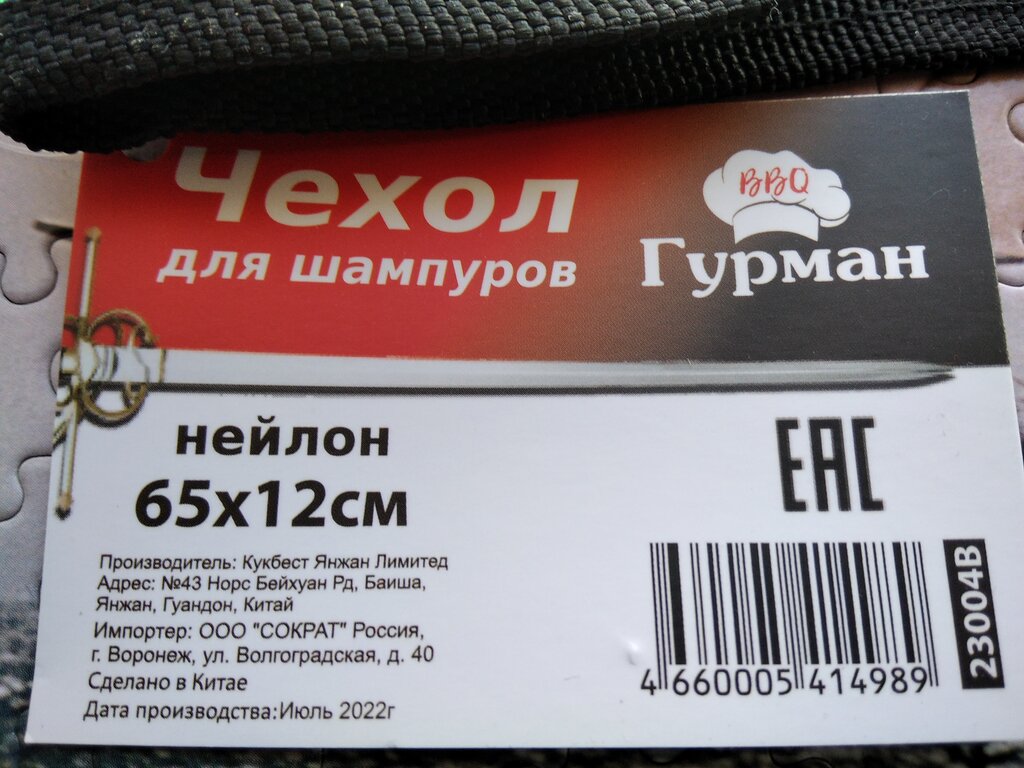 Чехол
для шампуров
BBQ
Гурман
нейлон
65х12см
EAC
Производитель: Кукбест Янжан Лимитед
Адрес: №43 Норс Бейхуан Рд, Баиша,
Янжан, Гуандон, Китай
Импортер: ООО "СОКРАТ" Россия,
г. Воронеж, ул. Волгоградская, д. 40
Сделано в Китае
Дата производства:Июль 2022г
4 660005 414989
23004B